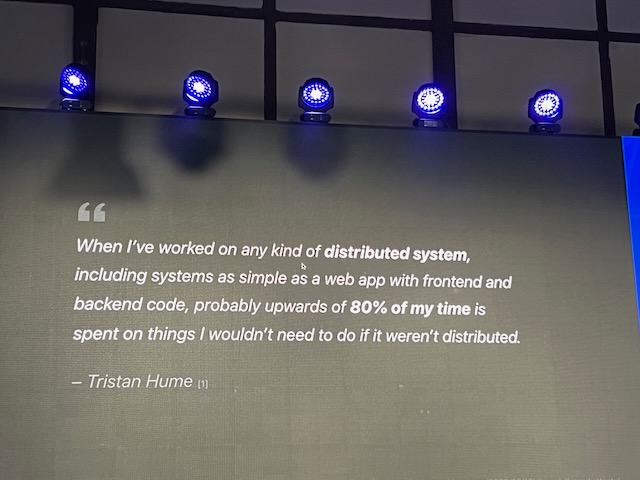 “
When I’ve worked on any kind of distributed system,
including systems as simple as a web app with frontend and
backend code, probably upwards of 80% of my time is
spent on things I wouldn’t need to do if it weren’t distributed.
– Tristan Hume [1]